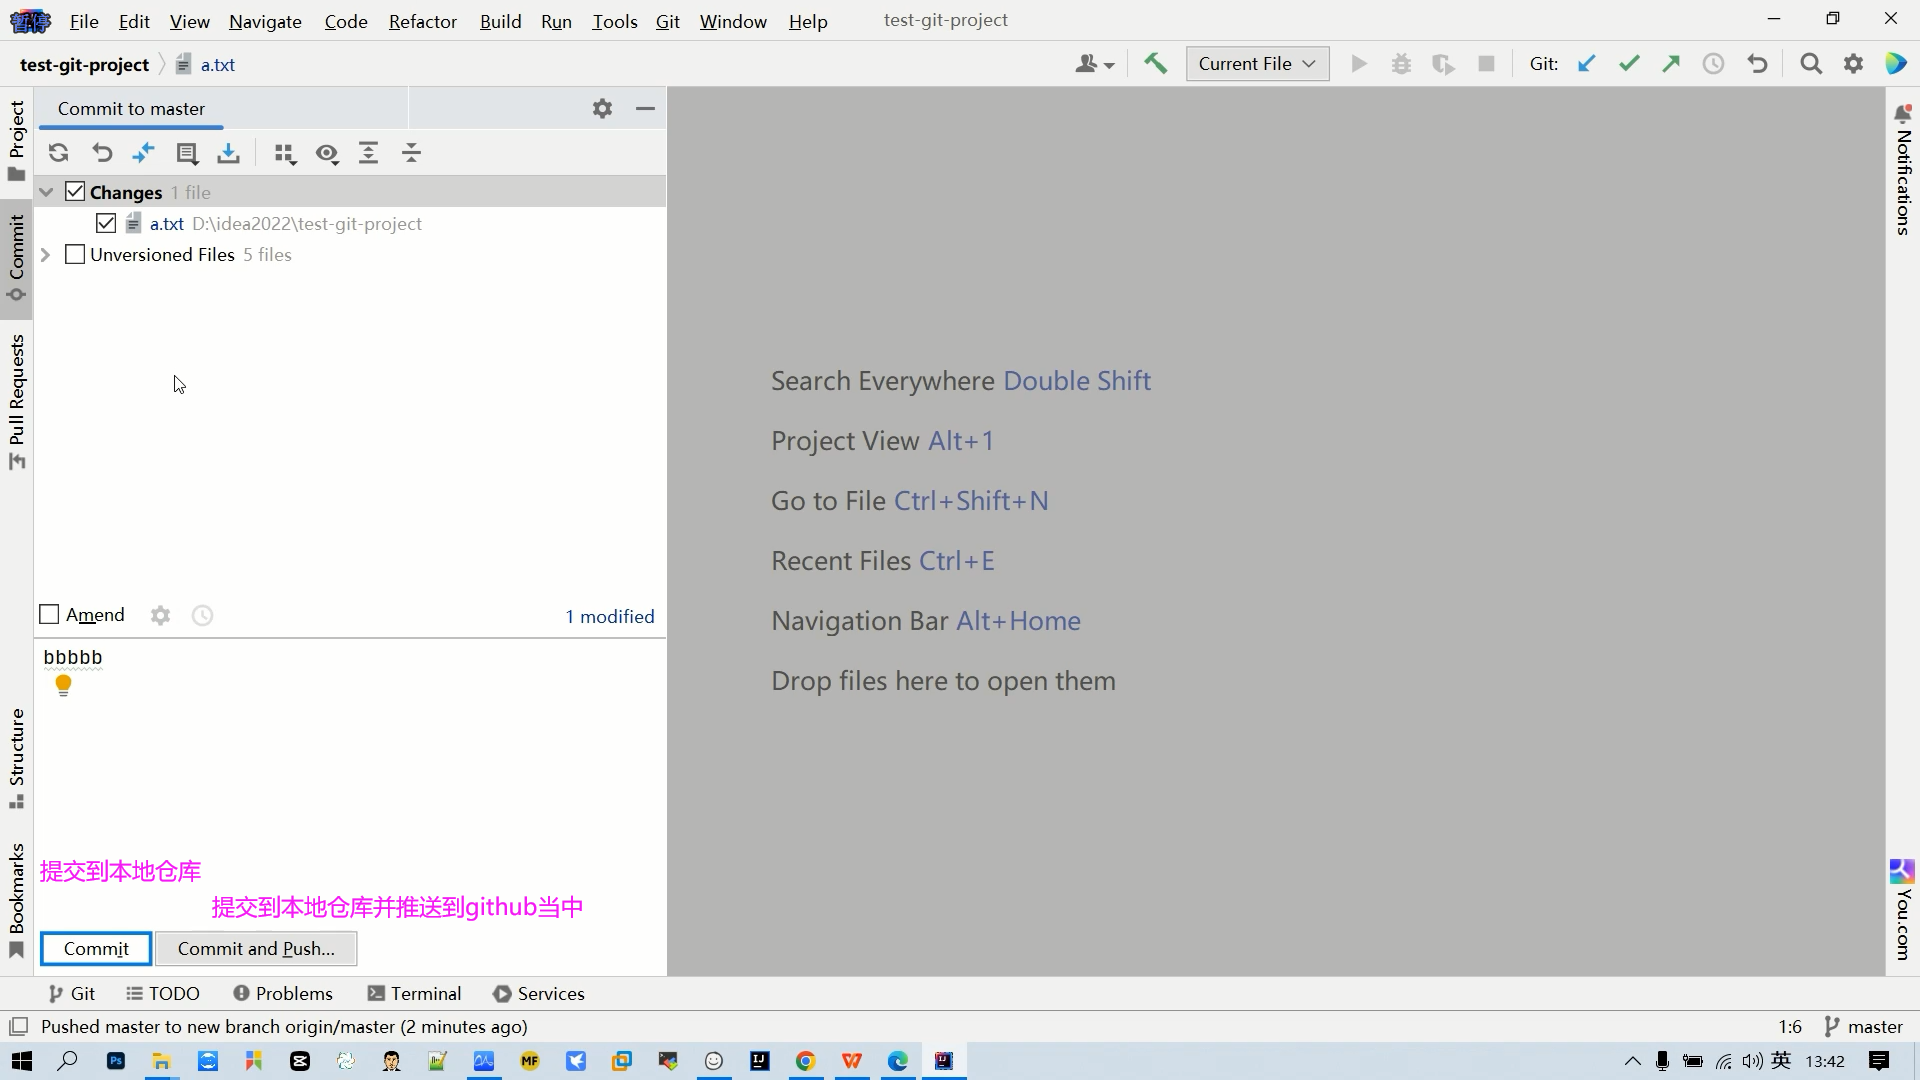 暂停 File Edit View Navigate Code Refactor Build Run Tools Git Window Help test-git-project
test-git-project a.txt Current File Git:
Commit to master
Changes 1 file
a.txt D:\idea2022\test-git-project
Unversioned Files 5 files
Project
Commit
Pull Requests
Structure
Bookmarks
Search Everywhere Double Shift
Project View Alt+1
Go to File Ctrl+Shift+N
Recent Files Ctrl+E
Navigation Bar Alt+Home
Drop files here to open them
Notifications
You.com
Amend 1 modified
bbbbb
提交到本地仓库
提交到本地仓库并推送到github当中
Commit Commit and Push...
Git TODO Problems Terminal Services
Pushed master to new branch origin/master (2 minutes ago) 1:6 master
Ps MF IJ W IJ 英 13:42